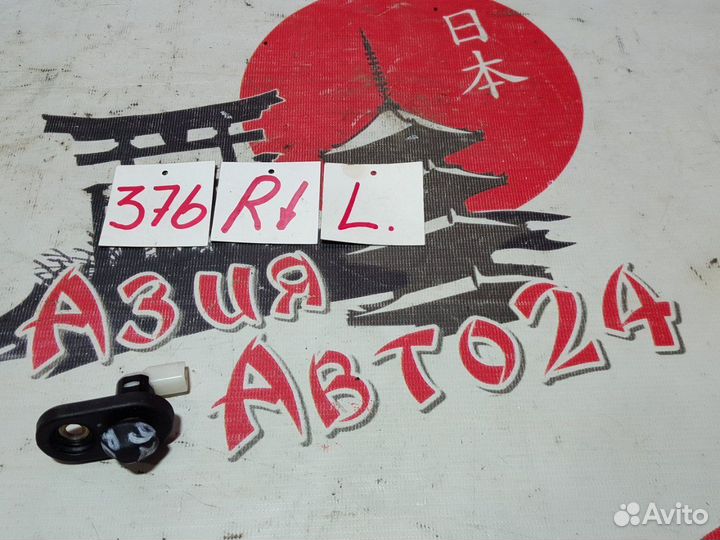 日本
376 R↓ L.
Азия
Авто24
Avito